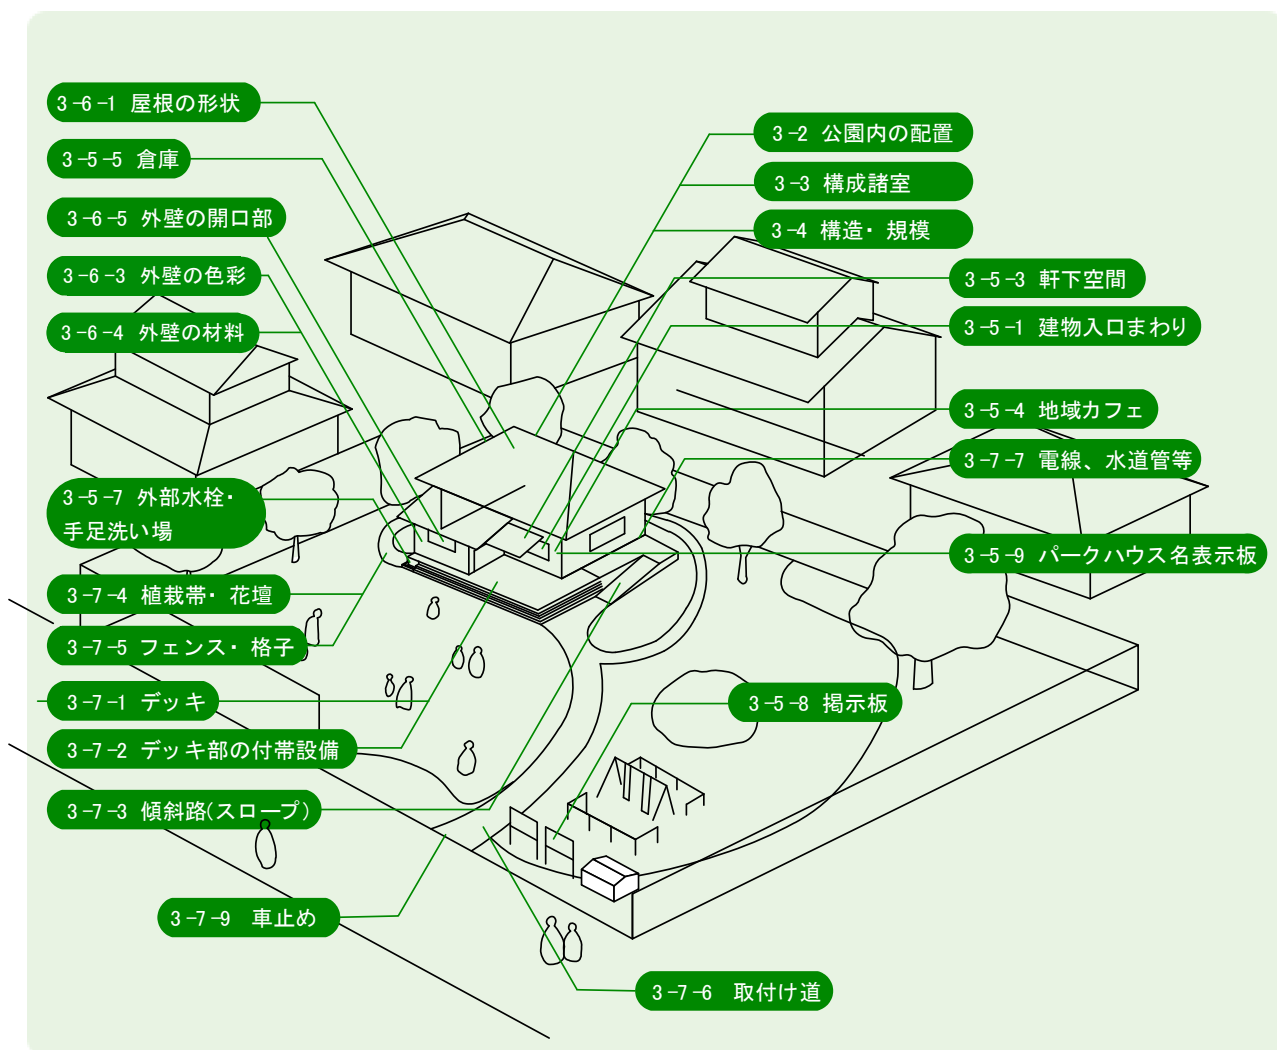 3-6-1 屋根の形状
3-5-5 倉庫
3-6-5 外壁の開口部
3-6-3 外壁の色彩
3-6-4 外壁の材料
3-5-7 外部水栓・
手足洗い場
3-7-4 植栽帯・花壇
3-7-5 フェンス・格子
3-7-1 デッキ
3-7-2 デッキ部の付帯設備
3-7-3 傾斜路(スロープ)
3-7-9 車止め
3-2 公園内の配置
3-3 構成諸室
3-4 構造・規模
3-5-3 軒下空間
3-5-1 建物入口まわり
3-5-4 地域カフェ
3-7-7 電線、水道管等
3-5-9 パークハウス名表示板
3-5-8 掲示板
3-7-6 取付け道